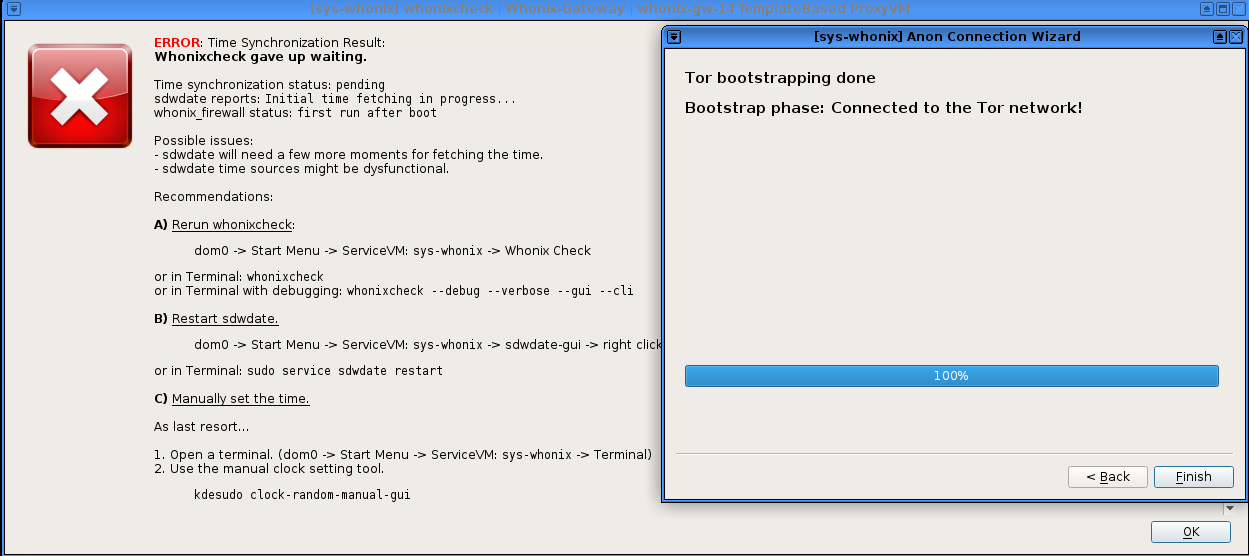 [sys-whonix] whonixcheck | Whonix-Gateway | whonix-gw-14 TemplateBased ProxyVM
ERROR: Time Synchronization Result:
Whonixcheck gave up waiting.
Time synchronization status: pending
sdwdate reports: Initial time fetching in progress...
whonix_firewall status: first run after boot
Possible issues:
- sdwdate will need a few more moments for fetching the time.
- sdwdate time sources might be dysfunctional.
Recommendations:
A) Rerun whonixcheck:
dom0 -> Start Menu -> ServiceVM: sys-whonix -> Whonix Check
or in Terminal: whonixcheck
or in Terminal with debugging: whonixcheck --debug --verbose --gui --cli
B) Restart sdwdate.
dom0 -> Start Menu -> ServiceVM: sys-whonix -> sdwdate-gui -> right click
or in Terminal: sudo service sdwdate restart
C) Manually set the time.
As last resort...
1. Open a terminal. (dom0 -> Start Menu -> ServiceVM: sys-whonix -> Terminal)
2. Use the manual clock setting tool.
kdesudo clock-random-manual-gui
OK
[sys-whonix] Anon Connection Wizard
Tor bootstrapping done
Bootstrap phase: Connected to the Tor network!
100%
< Back
Finish